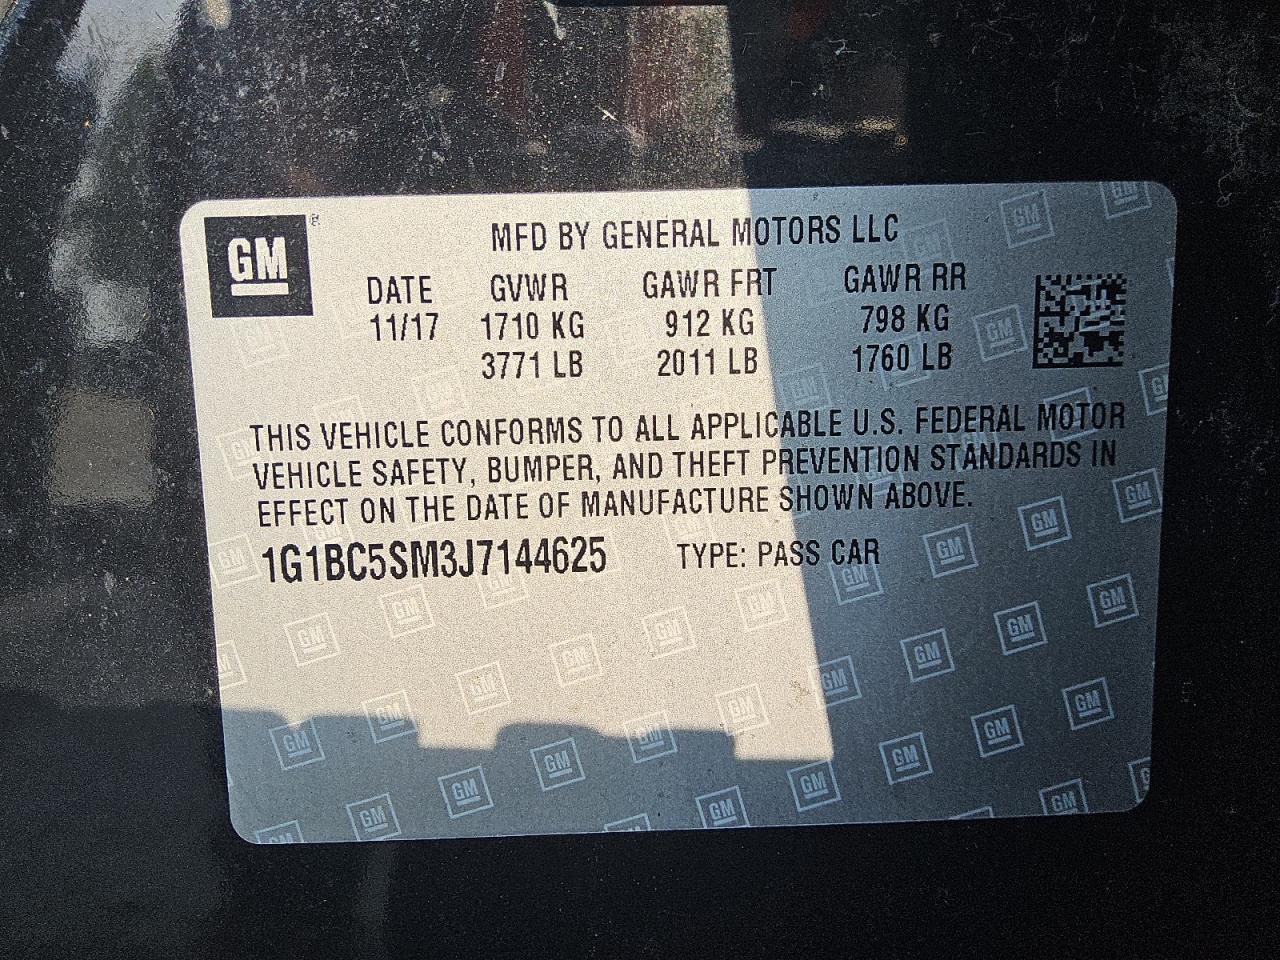 GM ®
MFD BY GENERAL MOTORS LLC
DATE GVWR GAWR FRT GAWR RR
11/17 1710 KG 912 KG 798 KG
3771 LB 2011 LB 1760 LB
THIS VEHICLE CONFORMS TO ALL APPLICABLE U.S. FEDERAL MOTOR
VEHICLE SAFETY, BUMPER, AND THEFT PREVENTION STANDARDS IN
EFFECT ON THE DATE OF MANUFACTURE SHOWN ABOVE.
1G1BC5SM3J7144625 TYPE: PASS CAR